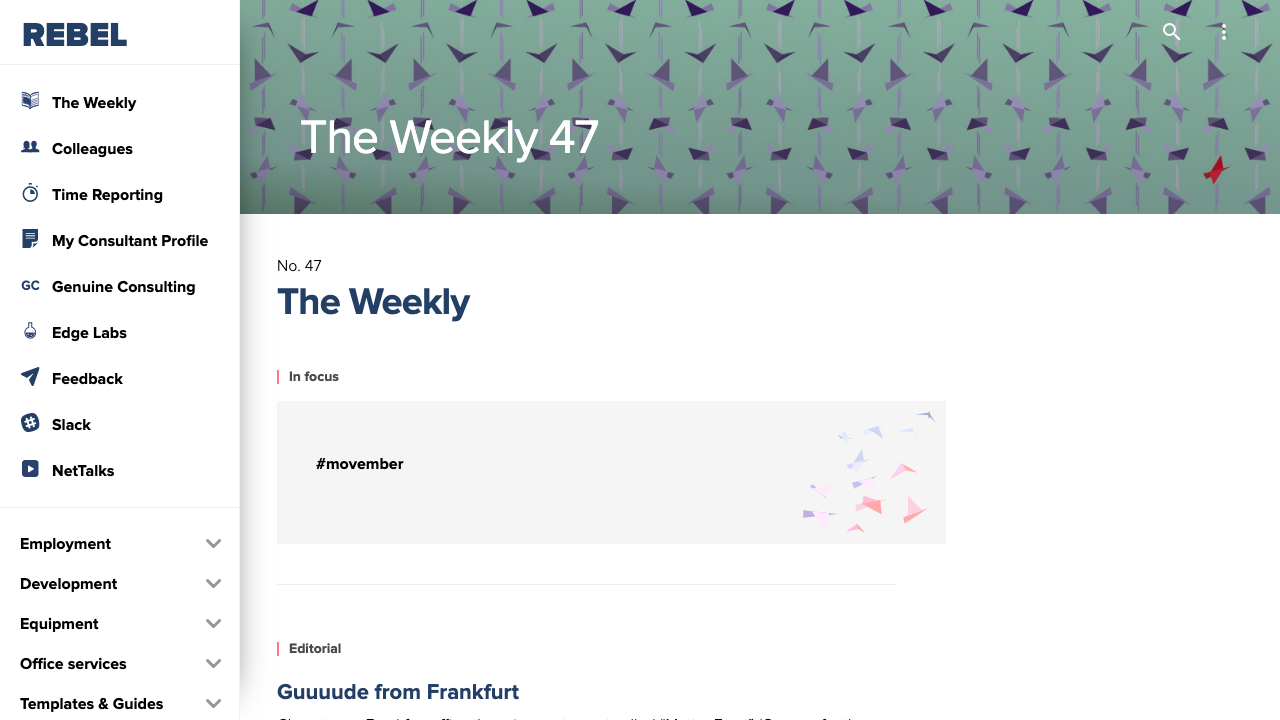 REBEL
The Weekly
Colleagues
Time Reporting
My Consultant Profile
GC Genuine Consulting
Edge Labs
Feedback
Slack
NetTalks
Employment
Development
Equipment
Office services
Templates & Guides
The Weekly 47
No. 47
The Weekly
In focus
#movember
Editorial
Guuuude from Frankfurt